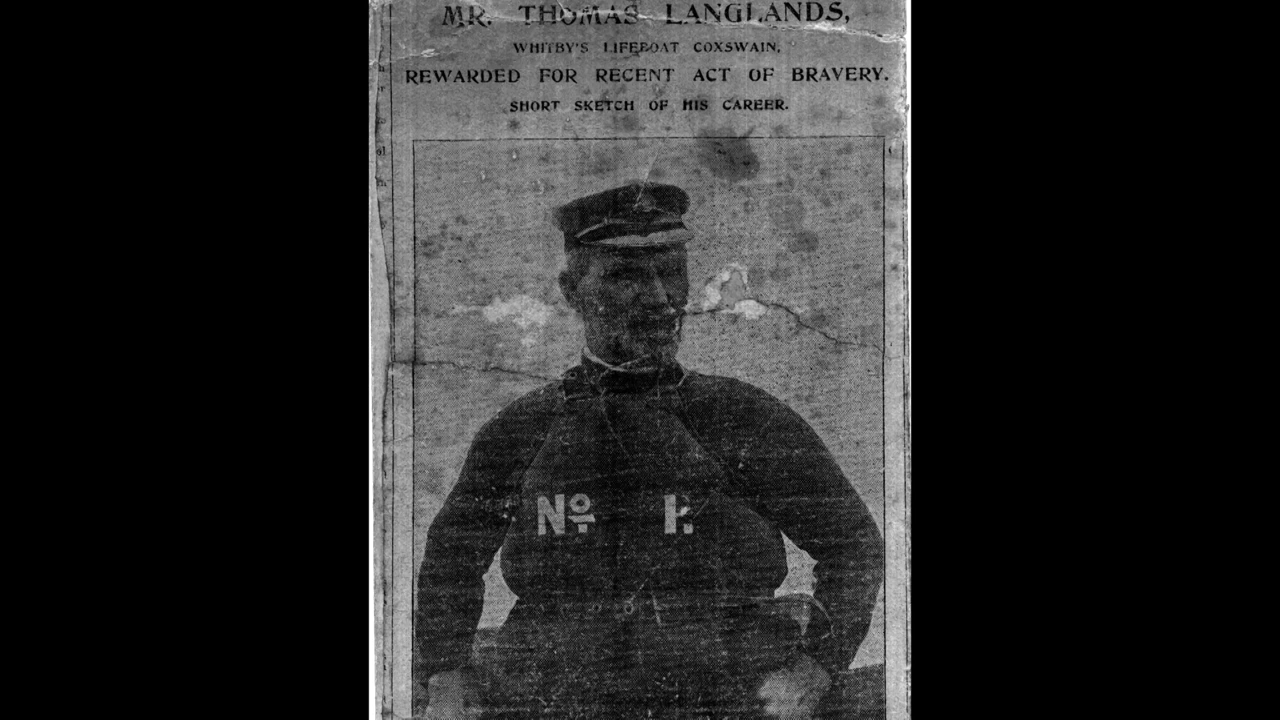 MR. THOMAS LANGLANDS,
WHITBY'S LIFEBOAT COXSWAIN,
REWARDED FOR RECENT ACT OF BRAVERY.
SHORT SKETCH OF HIS CAREER.
No 1.